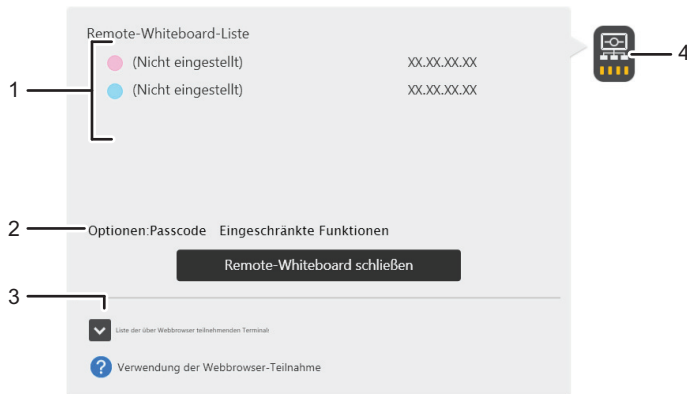 Remote-Whiteboard-Liste
1
(Nicht eingestellt) XX.XX.XX.XX
(Nicht eingestellt) XX.XX.XX.XX
4
2
Optionen:Passcode Eingeschränkte Funktionen
Remote-Whiteboard schließen
3
Liste der über Webbrowser teilnehmenden Terminals
? Verwendung der Webbrowser-Teilnahme